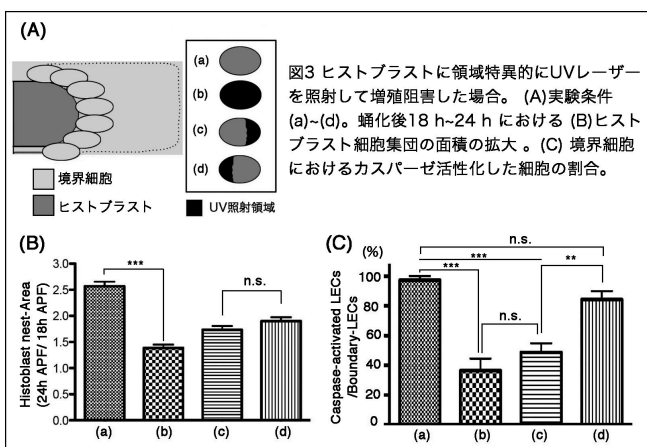 (A)
(a)
(b)
(c)
(d)
境界細胞
ヒストブラスト
UV照射領域
図3 ヒストブラストに領域特異的にUVレーザー
を照射して増殖阻害した場合。 (A)実験条件
(a)~(d)。蛹化後18 h~24 h における (B)ヒスト
ブラスト細胞集団の面積の拡大 。(C) 境界細胞
におけるカスパーゼ活性化した細胞の割合。
(B)
Histoblast nest-Area
(24h APF/18h APF)
3.0
2.5
2.0
1.5
1.0
0.5
0.0
***
n.s.
(a) (b) (c) (d)
(C)
(%)
Caspase-activated LECs
/Boundary-LECs
100
80
60
40
20
0
n.s.
***
***
**
n.s.
(a) (b) (c) (d)